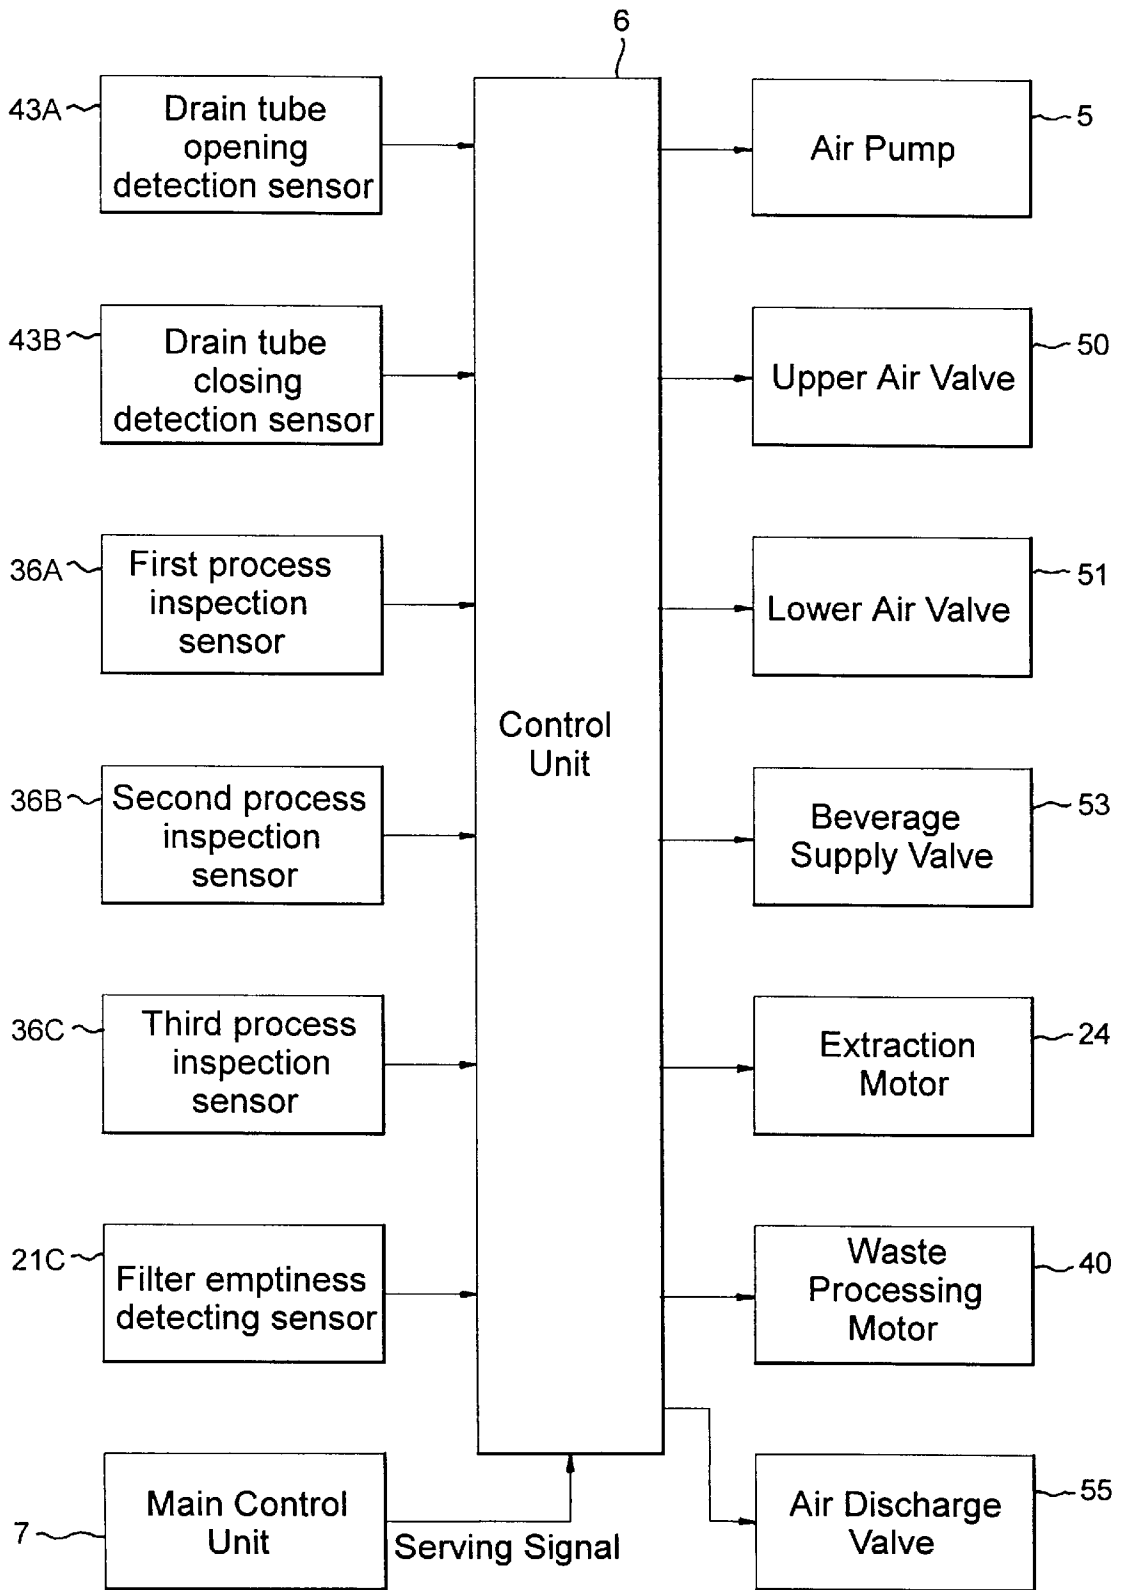 6
43A
Drain tube
opening
detection sensor
Air Pump
5
43B
Drain tube
closing
detection sensor
Upper Air Valve
50
36A
First process
inspection
sensor
Lower Air Valve
51
Control
Unit
36B
Second process
inspection
sensor
Beverage
Supply Valve
53
36C
Third process
inspection
sensor
Extraction
Motor
24
21C
Filter emptiness
detecting sensor
Waste
Processing
Motor
40
7
Main Control
Unit
Serving Signal
Air Discharge
Valve
55